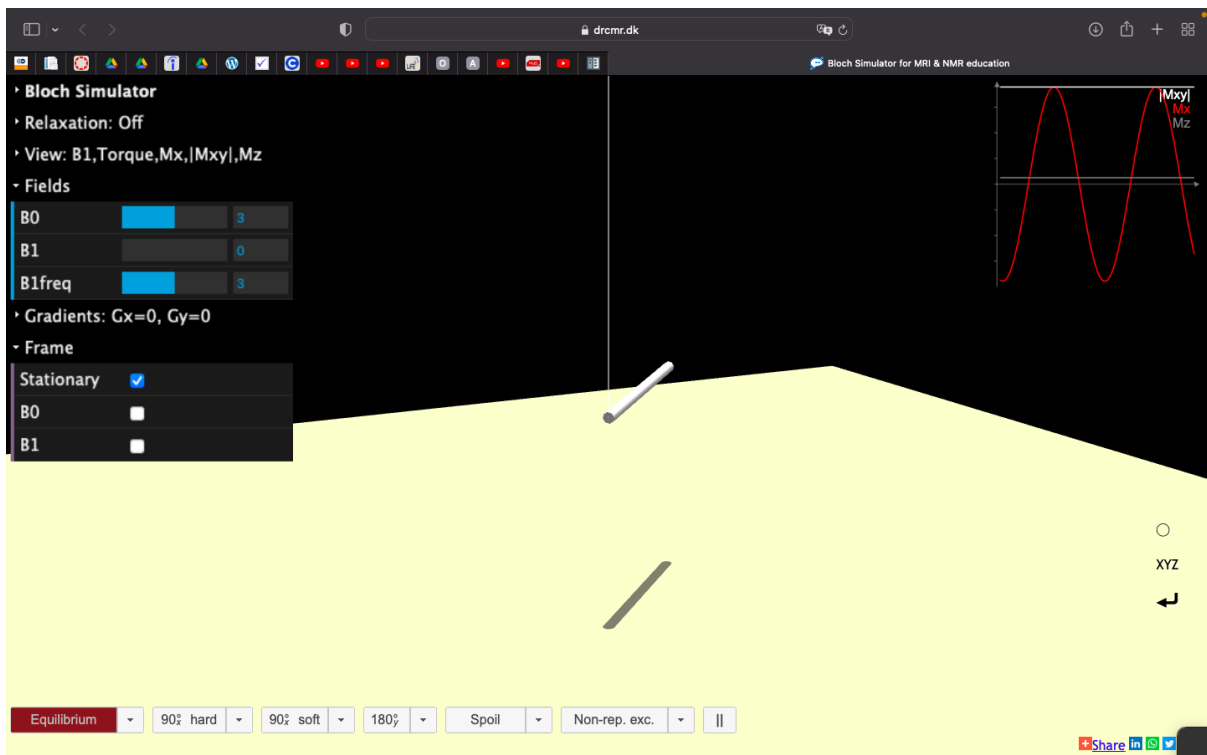 drcmr.dk
Bloch Simulator for MRI & NMR education
Bloch Simulator
Relaxation: Off
View: B1,Torque,Mx,|Mxy|,Mz
Fields
B0 3
B1 0
B1freq 3
Gradients: Gx=0, Gy=0
Frame
Stationary
B0
B1
|Mxy|
Mx
Mz
XYZ
Equilibrium 90°x hard 90°x soft 180°y Spoil Non-rep. exc. ||
Share